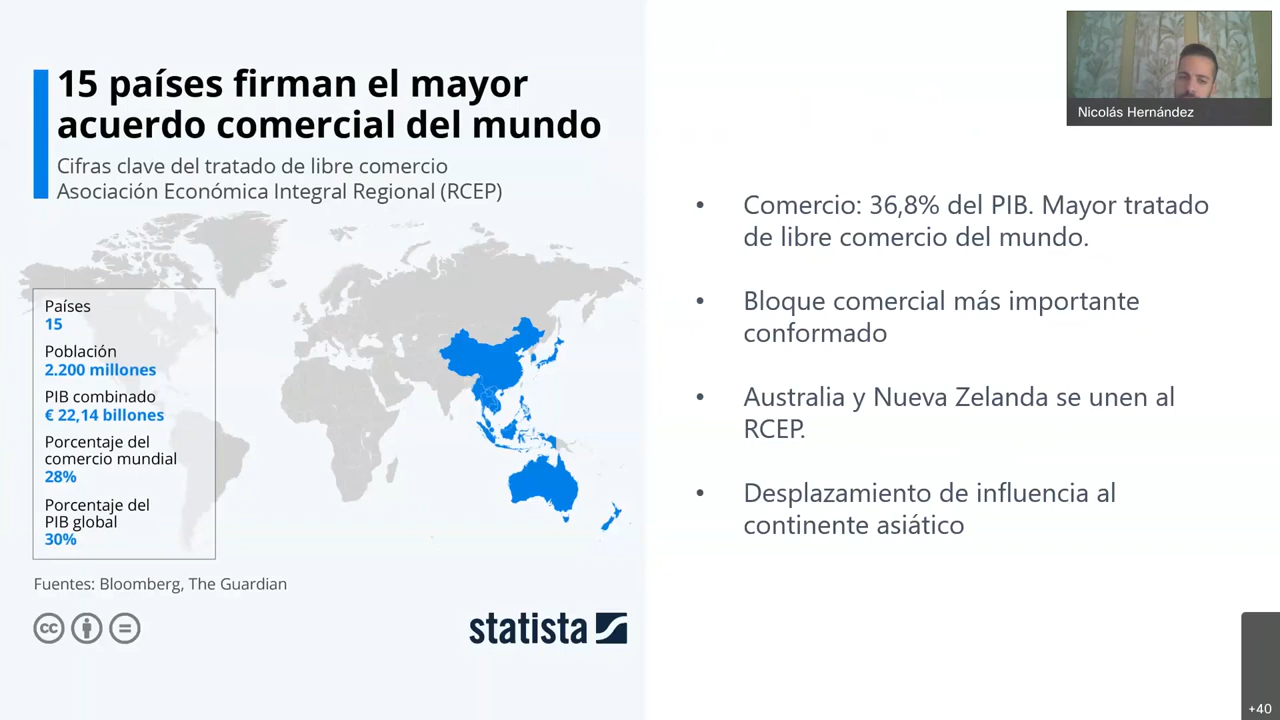 15 países firman el mayor
acuerdo comercial del mundo
Cifras clave del tratado de libre comercio
Asociación Económica Integral Regional (RCEP)
Países
15
Población
2.200 millones
PIB combinado
€ 22,14 billones
Porcentaje del
comercio mundial
28%
Porcentaje del
PIB global
30%
Fuentes: Bloomberg, The Guardian
cc
statista
Nicolás Hernández
• Comercio: 36,8% del PIB. Mayor tratado
de libre comercio del mundo.
• Bloque comercial más importante
conformado
• Australia y Nueva Zelanda se unen al
RCEP.
• Desplazamiento de influencia al
continente asiático
+40